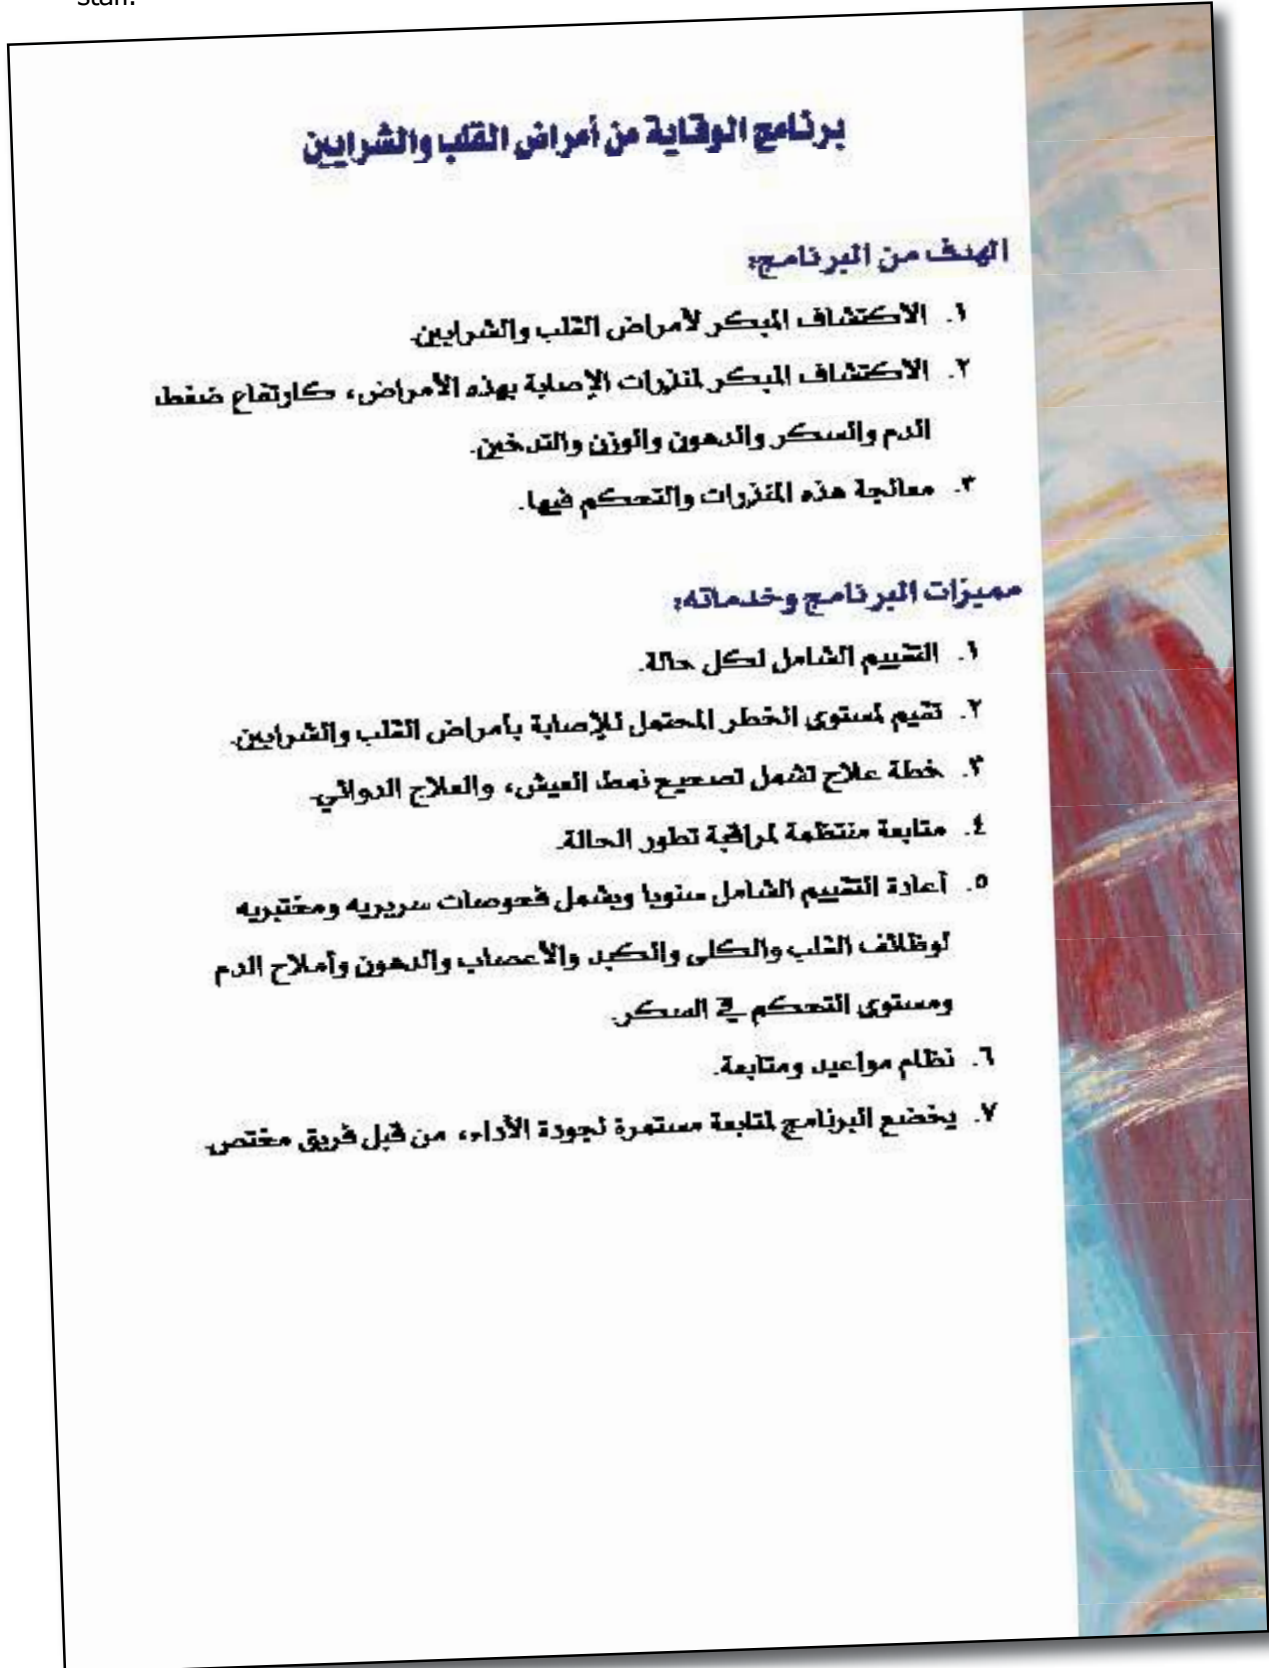 staff.
برنامج الوقاية من أمراض القلب والشرايين
الهدف من البرنامج:
١. الاكتشاف المبكر لأمراض القلب والشرايين.
٢. الاكتشاف المبكر لمنذرات الإصابة بهذه الأمراض، كارتفاع ضغط
الدم والسكر والدهون والوزن والتدخين.
٣. معالجة هذه المنذرات والتحكم فيها.
مميزات البرنامج وخدماته:
١. التقييم الشامل لكل حالة.
٢. تقيم لمستوى الخطر المحتمل للإصابة بأمراض القلب والشرايين.
٣. خطة علاج تشمل تصحيح نمط العيش، والعلاج الدوائي.
٤. متابعة منتظمة لمراقبة تطور الحالة.
٥. أعادة التقييم الشامل سنويا ويشمل فحوصات سريريه ومختبريه
لوظائف القلب والكلى والكبد والأعصاب والدهون وأملاح الدم
ومستوى التحكم في السكر.
٦. نظام مواعيد ومتابعة.
٧. يخضع البرنامج لمتابعة مستمرة لجودة الأداء، من قبل فريق مختص.